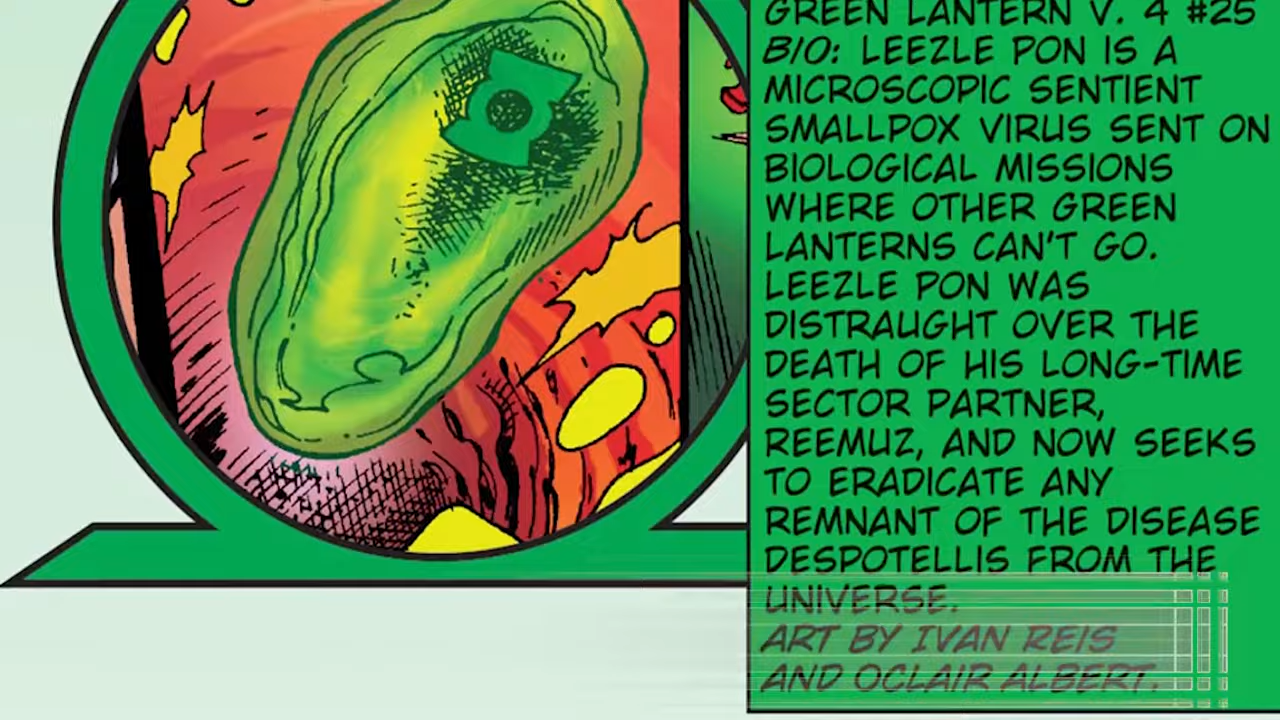 GREEN LANTERN V. 4 #25
BIO: LEEZLE PON IS A
MICROSCOPIC SENTIENT
SMALLPOX VIRUS SENT ON
BIOLOGICAL MISSIONS
WHERE OTHER GREEN
LANTERNS CAN'T GO.
LEEZLE PON WAS
DISTRAUGHT OVER THE
DEATH OF HIS LONG-TIME
SECTOR PARTNER,
REEMUZ, AND NOW SEEKS
TO ERADICATE ANY
REMNANT OF THE DISEASE
DESPOTELLIS FROM THE
UNIVERSE.
ART BY IVAN REIS
AND OCLAIR ALBERT.